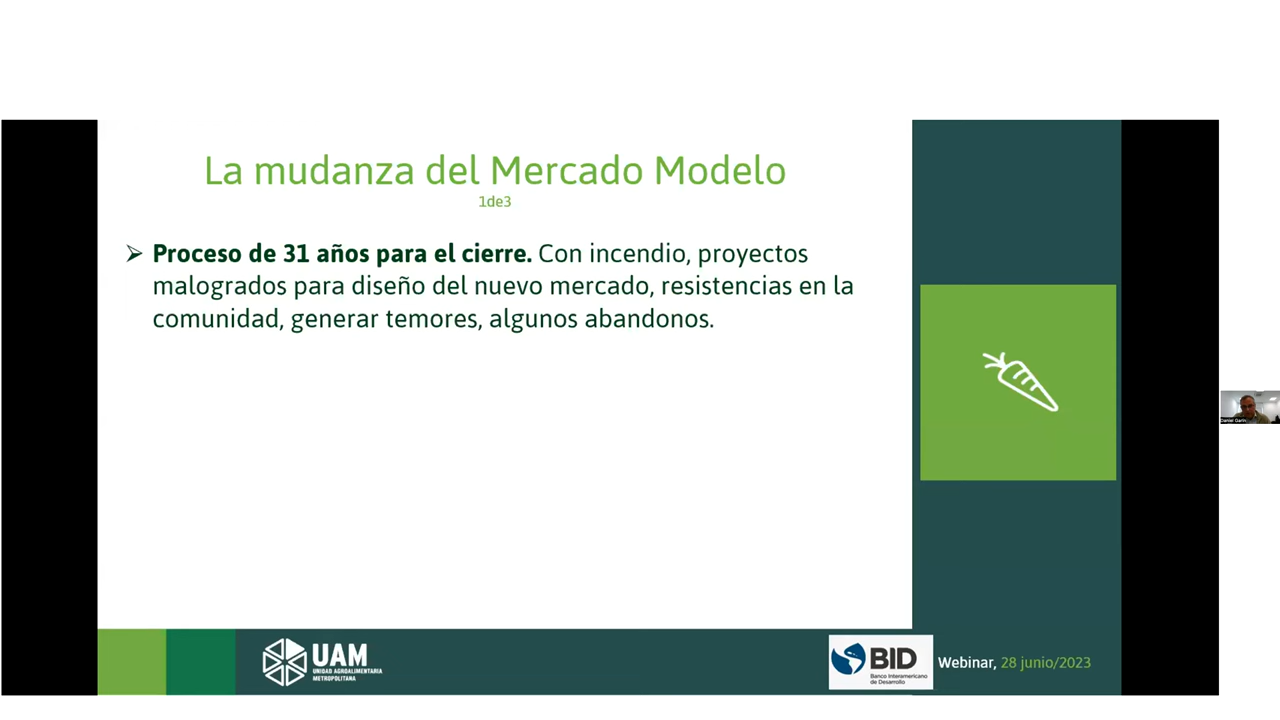 La mudanza del Mercado Modelo
1de3
➢ Proceso de 31 años para el cierre. Con incendio, proyectos
malogrados para diseño del nuevo mercado, resistencias en la
comunidad, generar temores, algunos abandonos.
Daniel Garín
UAM
UNIDAD AGROALIMENTARIA
METROPOLITANA
BID
Banco Interamericano
de Desarrollo
Webinar, 28 junio/2023